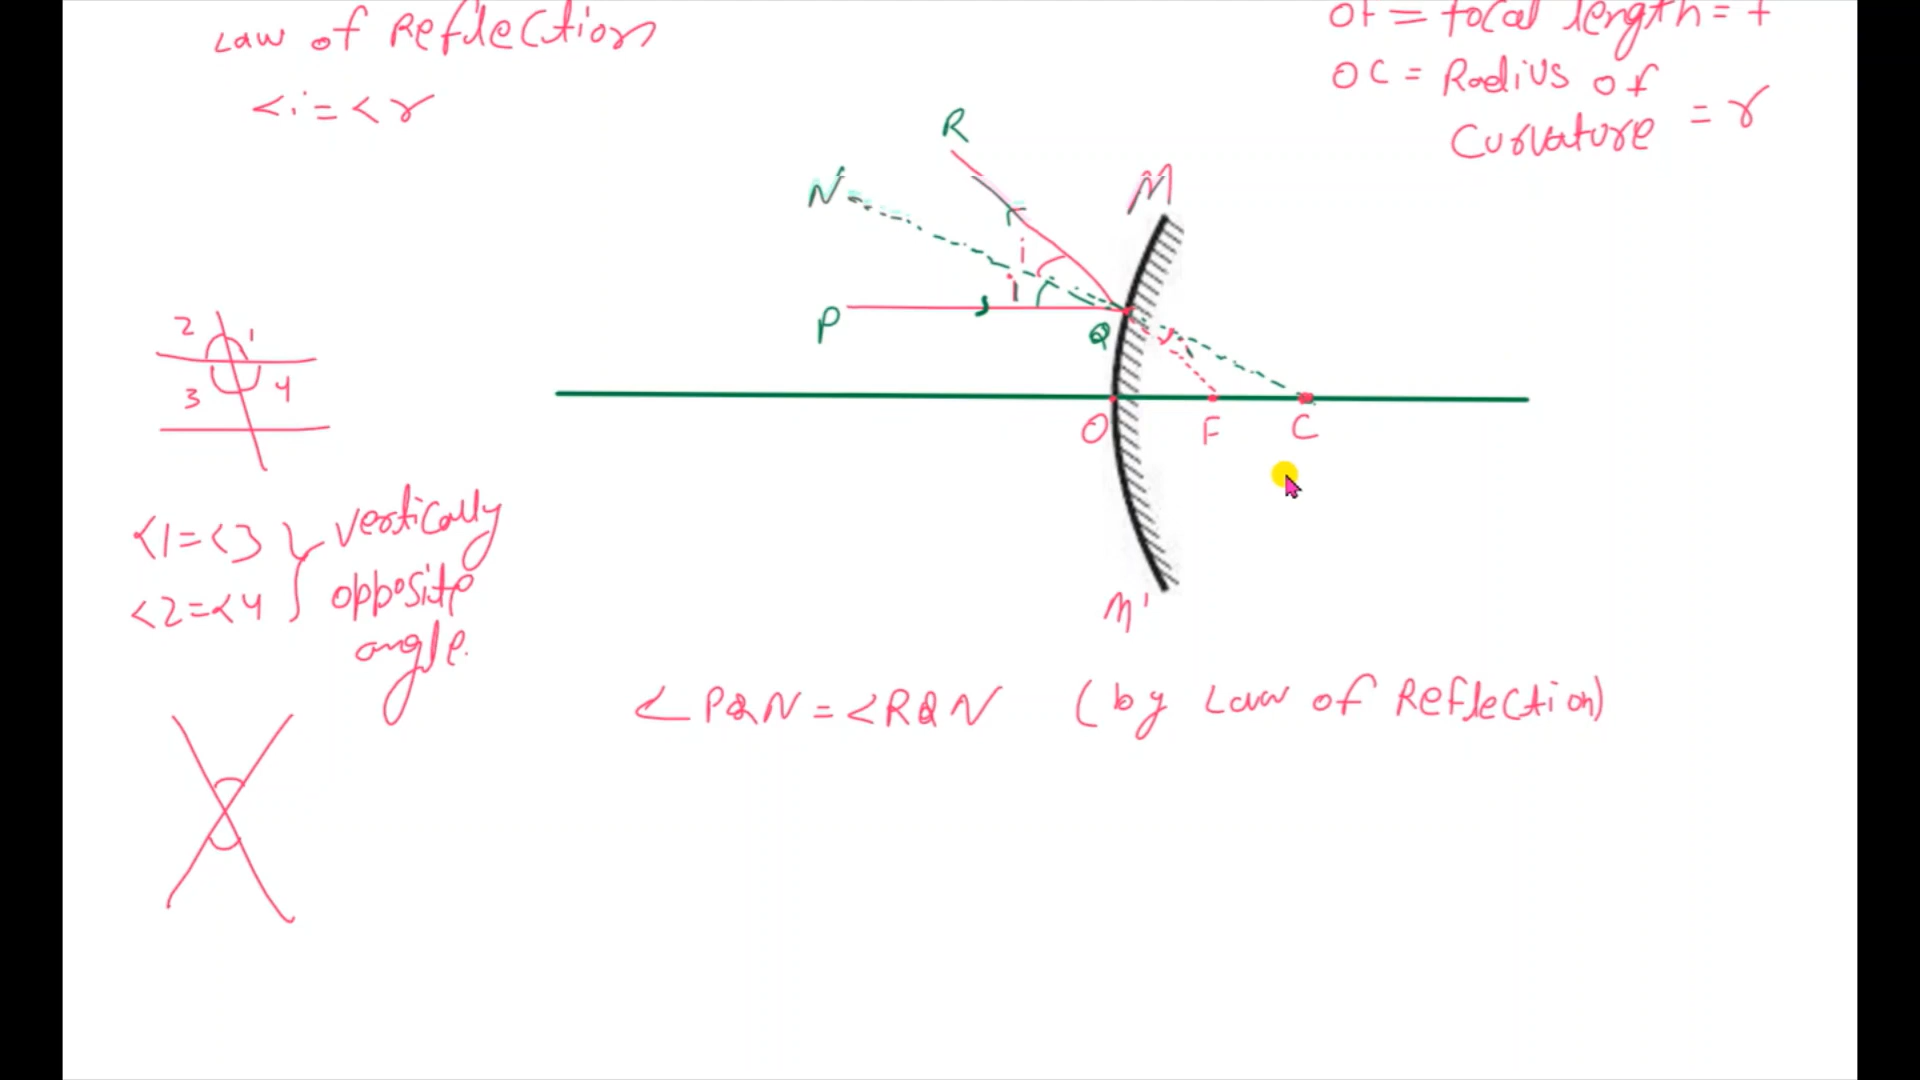 Law of Reflection
<i = <r
OF = focal length = f
OC = Radius of
Curvature = r
R
N
M
i
i
P
Q
O
F
C
M'
2
1
3
4
<1=<3
<2=<4
vertically
opposite
angle.
<PQN = <RQN (by Law of Reflection)